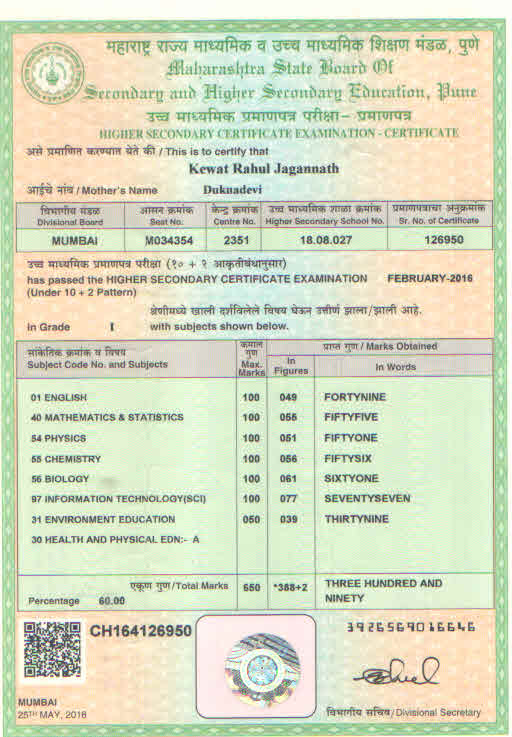 महाराष्ट्र राज्य माध्यमिक व उच्च माध्यमिक शिक्षण मंडळ, पुणे
Maharashtra State Board Of
Secondary and Higher Secondary Education, Pune
उच्च माध्यमिक प्रमाणपत्र परीक्षा – प्रमाणपत्र
HIGHER SECONDARY CERTIFICATE EXAMINATION - CERTIFICATE
असे प्रमाणित करण्यात येते की / This is to certify that
Kewat Rahul Jagannath
आईचे नांव / Mother's Name Duknadevi
विभागीय मंडळ आसन क्रमांक केन्द्र क्रमांक उच्च माध्यमिक शाळा क्रमांक प्रमाणपत्राचा अनुक्रमांक
Divisional Board Seat No. Centre No. Higher Secondary School No. Sr. No. of Certificate
MUMBAI M034354 2351 18.08.027 126950
उच्च माध्यमिक प्रमाणपत्र परीक्षा (१० + २ आकृतीबंधानुसार)
has passed the HIGHER SECONDARY CERTIFICATE EXAMINATION FEBRUARY-2016
(Under 10 + 2 Pattern)
श्रेणीमध्ये खाली दर्शविलेले विषय घेऊन उत्तीर्ण झाला/झाली आहे.
in Grade I with subjects shown below.
सांकेतिक क्रमांक व विषय कमाल गुण प्राप्त गुण / Marks Obtained
Subject Code No. and Subjects Max. Marks In Figures In Words
01 ENGLISH 100 049 FORTYNINE
40 MATHEMATICS & STATISTICS 100 055 FIFTYFIVE
54 PHYSICS 100 051 FIFTYONE
55 CHEMISTRY 100 056 FIFTYSIX
56 BIOLOGY 100 061 SIXTYONE
97 INFORMATION TECHNOLOGY(SCI) 100 077 SEVENTYSEVEN
31 ENVIRONMENT EDUCATION 050 039 THIRTYNINE
30 HEALTH AND PHYSICAL EDN:- A
एकूण गुण/Total Marks 650 *388+2 THREE HUNDRED AND
Percentage 60.00 NINETY
CH164126950 3926569016646
MUMBAI
25TH MAY, 2016 विभागीय सचिव/Divisional Secretary